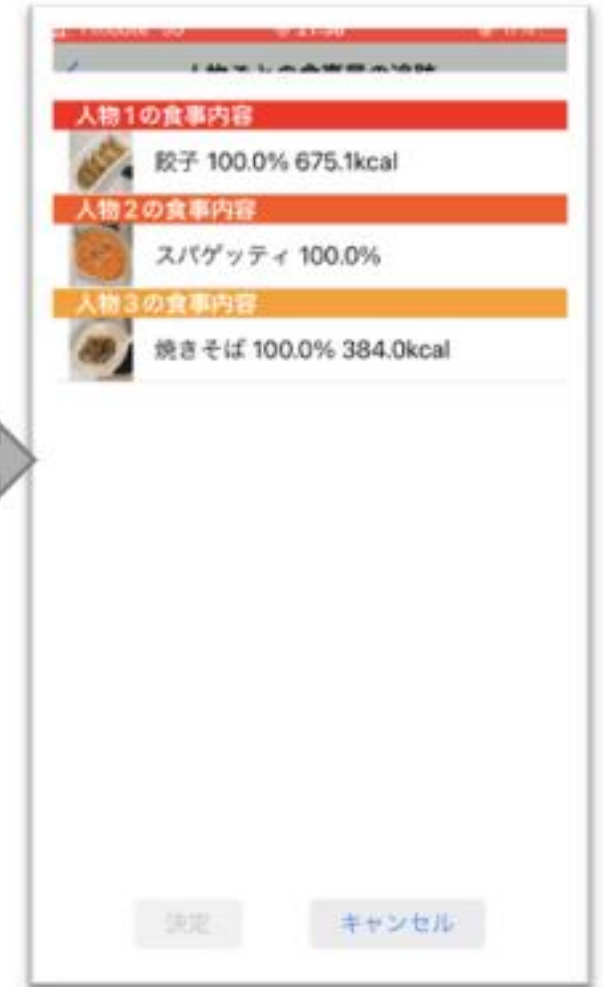 人物1の食事内容
餃子 100.0% 675.1kcal
人物2の食事内容
スパゲッティ 100.0%
人物3の食事内容
焼きそば 100.0% 384.0kcal
決定
キャンセル